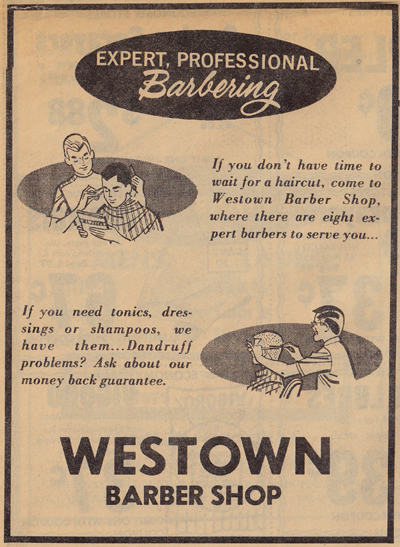 EXPERT, PROFESSIONAL
Barbering
If you don't have time to
wait for a haircut, come to
Westown Barber Shop,
where there are eight ex-
pert barbers to serve you...
If you need tonics, dres-
sings or shampoos, we
have them...Dandruff
problems? Ask about our
money back guarantee.
WESTOWN
BARBER SHOP